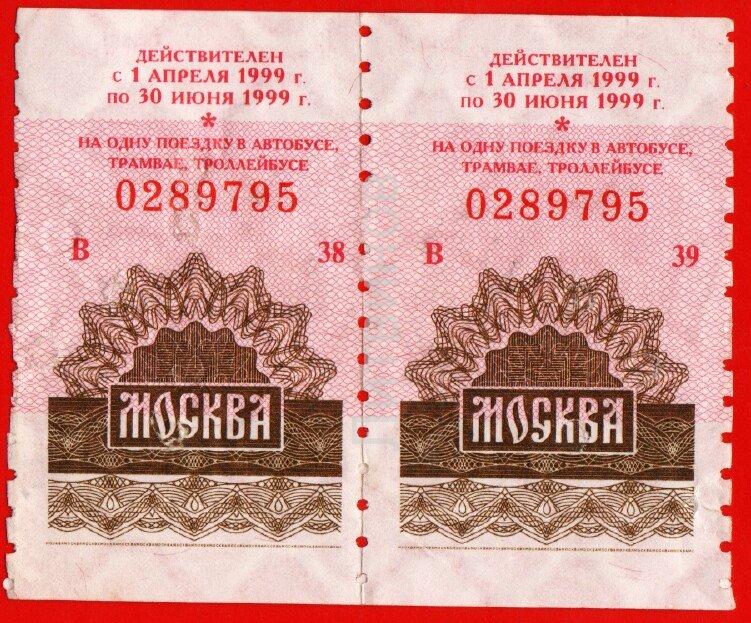 ДЕЙСТВИТЕЛЕН
с 1 АПРЕЛЯ 1999 г.
по 30 ИЮНЯ 1999 г.
*
НА ОДНУ ПОЕЗДКУ В АВТОБУСЕ,
ТРАМВАЕ, ТРОЛЛЕЙБУСЕ
0289795
В 38
МОСКВА
ДЕЙСТВИТЕЛЕН
с 1 АПРЕЛЯ 1999 г.
по 30 ИЮНЯ 1999 г.
*
НА ОДНУ ПОЕЗДКУ В АВТОБУСЕ,
ТРАМВАЕ, ТРОЛЛЕЙБУСЕ
0289795
В 39
МОСКВА